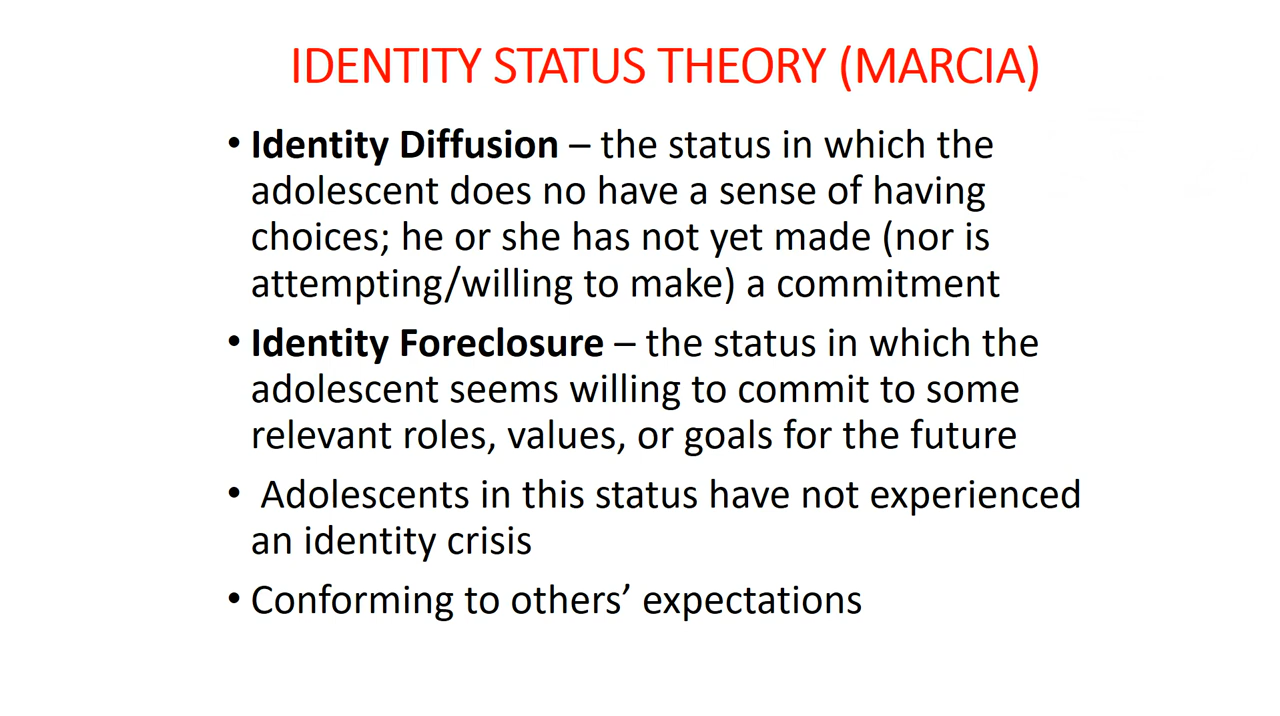 IDENTITY STATUS THEORY (MARCIA)
• Identity Diffusion – the status in which the
adolescent does no have a sense of having
choices; he or she has not yet made (nor is
attempting/willing to make) a commitment
• Identity Foreclosure – the status in which the
adolescent seems willing to commit to some
relevant roles, values, or goals for the future
• Adolescents in this status have not experienced
an identity crisis
• Conforming to others’ expectations